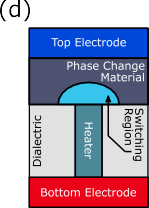 (d)
Top Electrode
Phase Change
Material
Dielectric
Heater
Switching
Region
Bottom Electrode